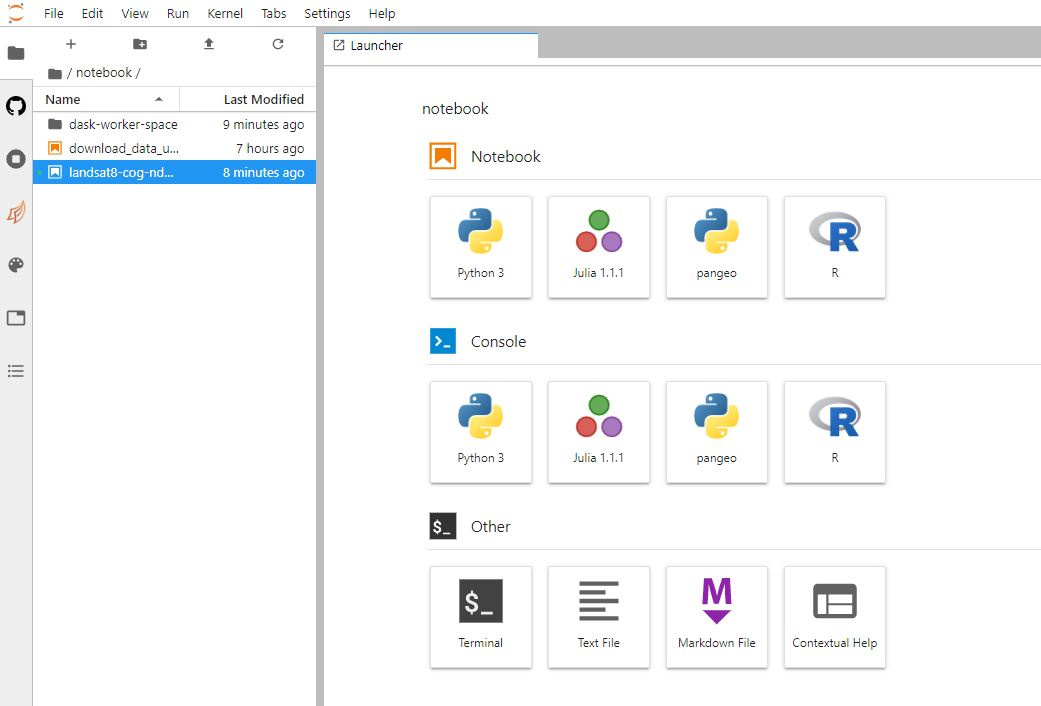 File Edit View Run Kernel Tabs Settings Help
/ notebook /
Name Last Modified
dask-worker-space 9 minutes ago
download_data_u... 7 hours ago
landsat8-cog-nd... 8 minutes ago
Launcher
notebook
Notebook
Python 3 Julia 1.1.1 pangeo R
Console
Python 3 Julia 1.1.1 pangeo R
$_ Other
Terminal Text File Markdown File Contextual Help